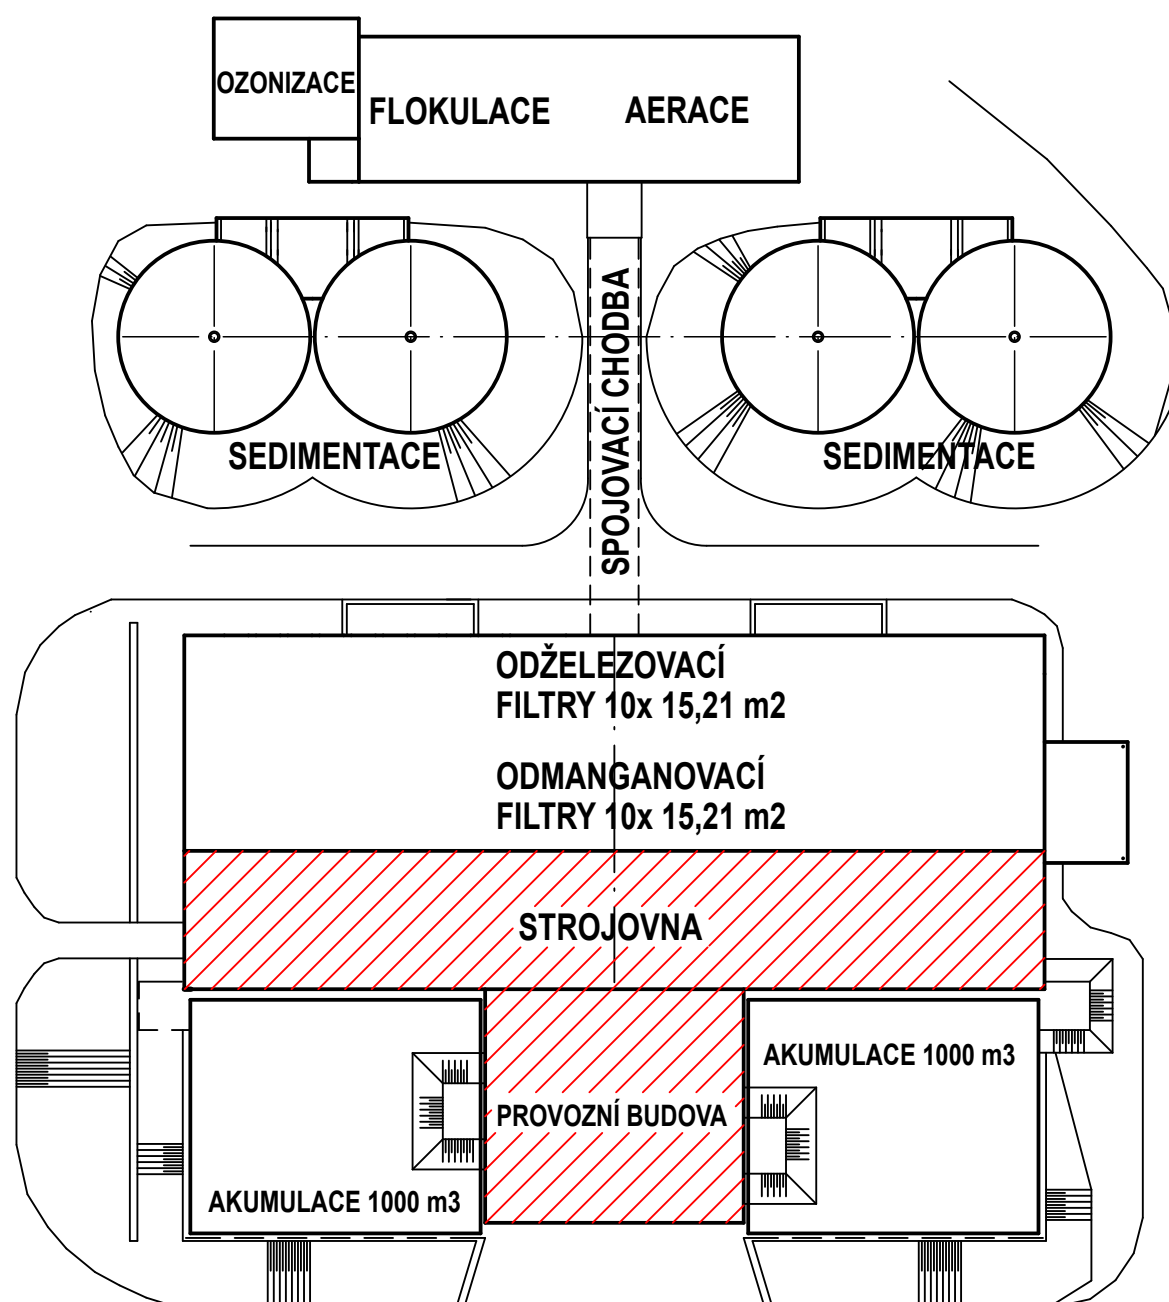 OZONIZACE
FLOKULACE
AERACE
SPOJOVACÍ CHODBA
SEDIMENTACE
SEDIMENTACE
ODŽELEZOVACÍ
FILTRY 10x 15,21 m2
ODMANGANOVACÍ
FILTRY 10x 15,21 m2
STROJOVNA
AKUMULACE 1000 m3
PROVOZNÍ BUDOVA
AKUMULACE 1000 m3